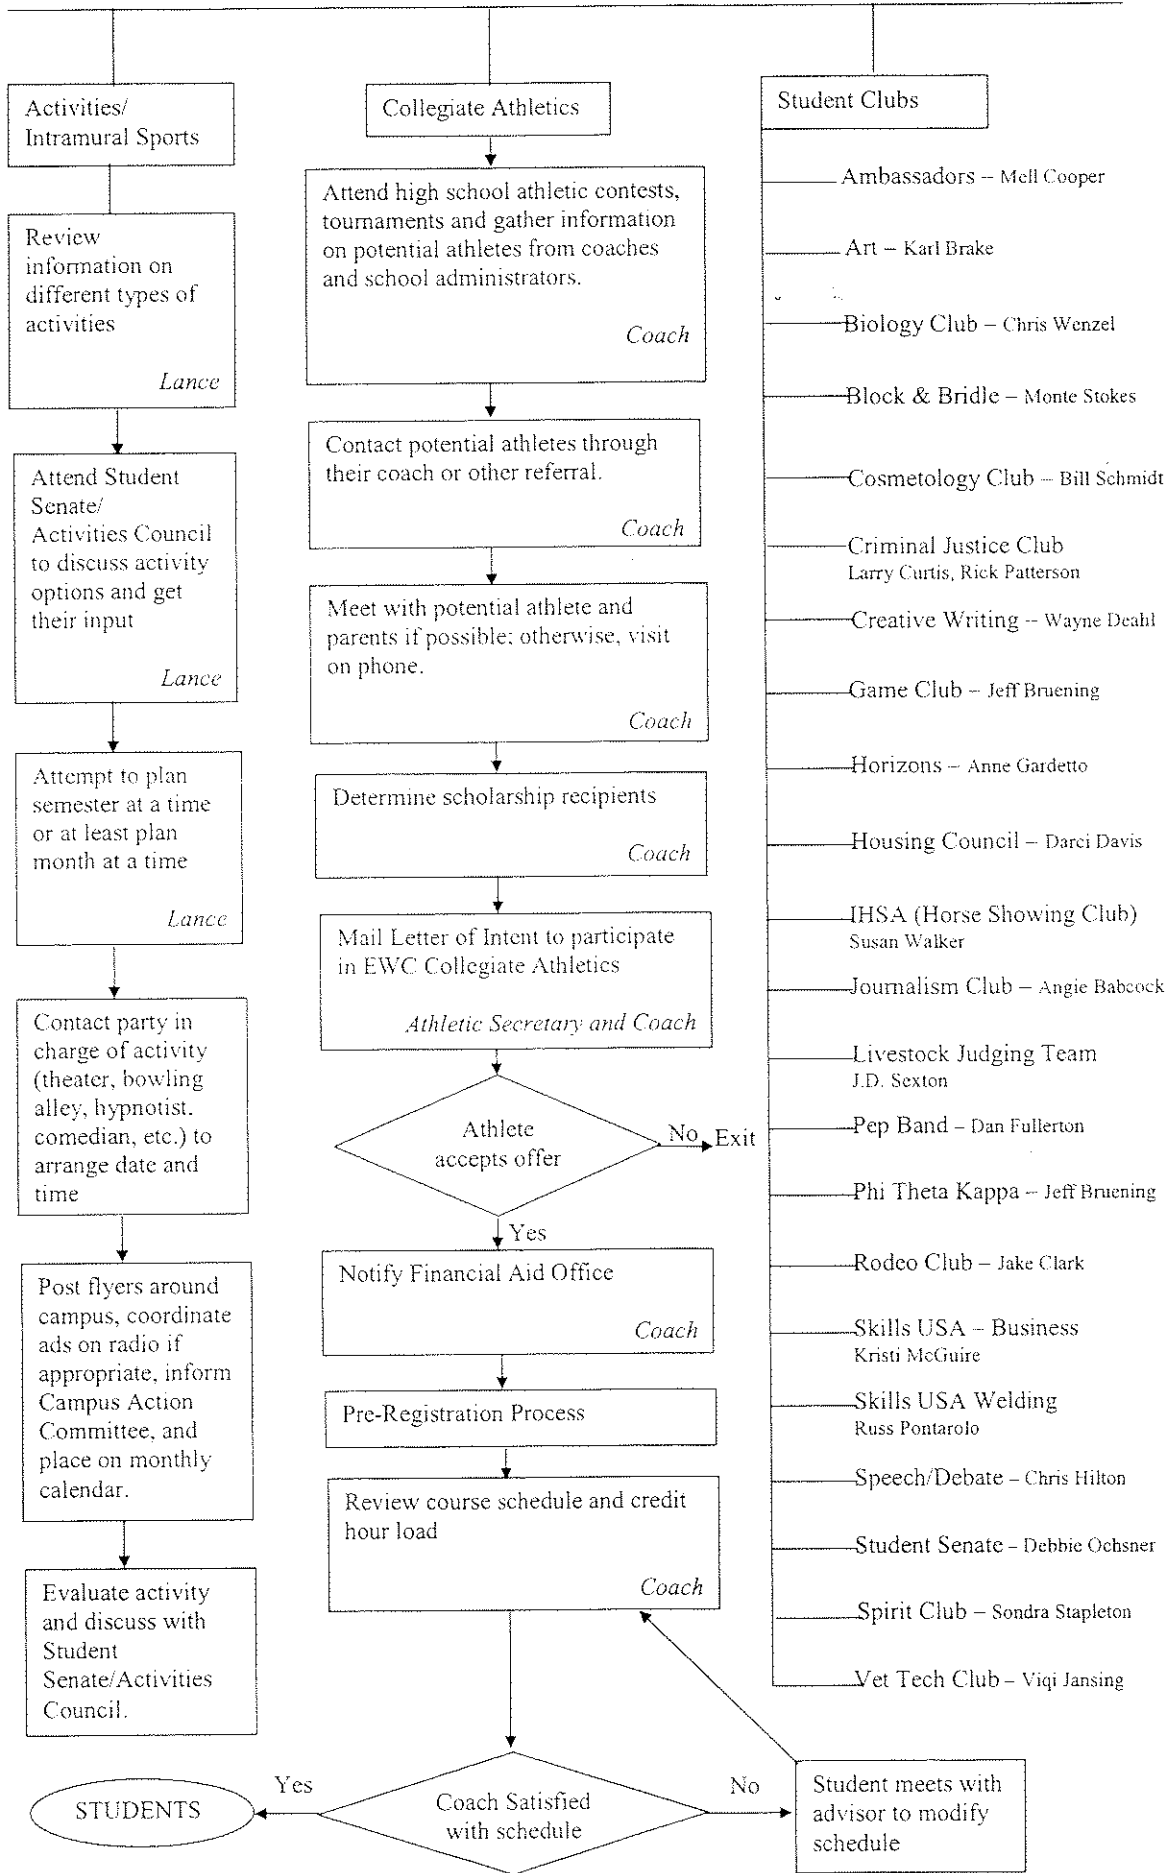 Activities/
Intramural Sports
Review
information on
different types of
activities
Lance
Attend Student
Senate/
Activities Council
to discuss activity
options and get
their input
Lance
Attempt to plan
semester at a time
or at least plan
month at a time
Lance
Contact party in
charge of activity
(theater, bowling
alley, hypnotist.
comedian, etc.) to
arrange date and
time
Post flyers around
campus, coordinate
ads on radio if
appropriate, inform
Campus Action
Committee, and
place on monthly
calendar.
Evaluate activity
and discuss with
Student
Senate/Activities
Council.
Collegiate Athletics
Attend high school athletic contests,
tournaments and gather information
on potential athletes from coaches
and school administrators.
Coach
Contact potential athletes through
their coach or other referral.
Coach
Meet with potential athlete and
parents if possible; otherwise, visit
on phone.
Coach
Determine scholarship recipients
Coach
Mail Letter of Intent to participate
in EWC Collegiate Athletics
Athletic Secretary and Coach
Athlete
accepts offer
No Exit
Yes
Notify Financial Aid Office
Coach
Pre-Registration Process
Review course schedule and credit
hour load
Coach
Coach Satisfied
with schedule
Yes
STUDENTS
No
Student meets with
advisor to modify
schedule
Student Clubs
Ambassadors – Mell Cooper
Art – Karl Brake
Biology Club – Chris Wenzel
Block & Bridle – Monte Stokes
Cosmetology Club – Bill Schmidt
Criminal Justice Club
Larry Curtis, Rick Patterson
Creative Writing – Wayne Deahl
Game Club – Jeff Bruening
Horizons – Anne Gardetto
Housing Council – Darci Davis
IHSA (Horse Showing Club)
Susan Walker
Journalism Club – Angie Babcock
Livestock Judging Team
J.D. Sexton
Pep Band – Dan Fullerton
Phi Theta Kappa – Jeff Bruening
Rodeo Club – Jake Clark
Skills USA – Business
Kristi McGuire
Skills USA Welding
Russ Pontarolo
Speech/Debate – Chris Hilton
Student Senate – Debbie Ochsner
Spirit Club – Sondra Stapleton
Vet Tech Club – Viqi Jansing